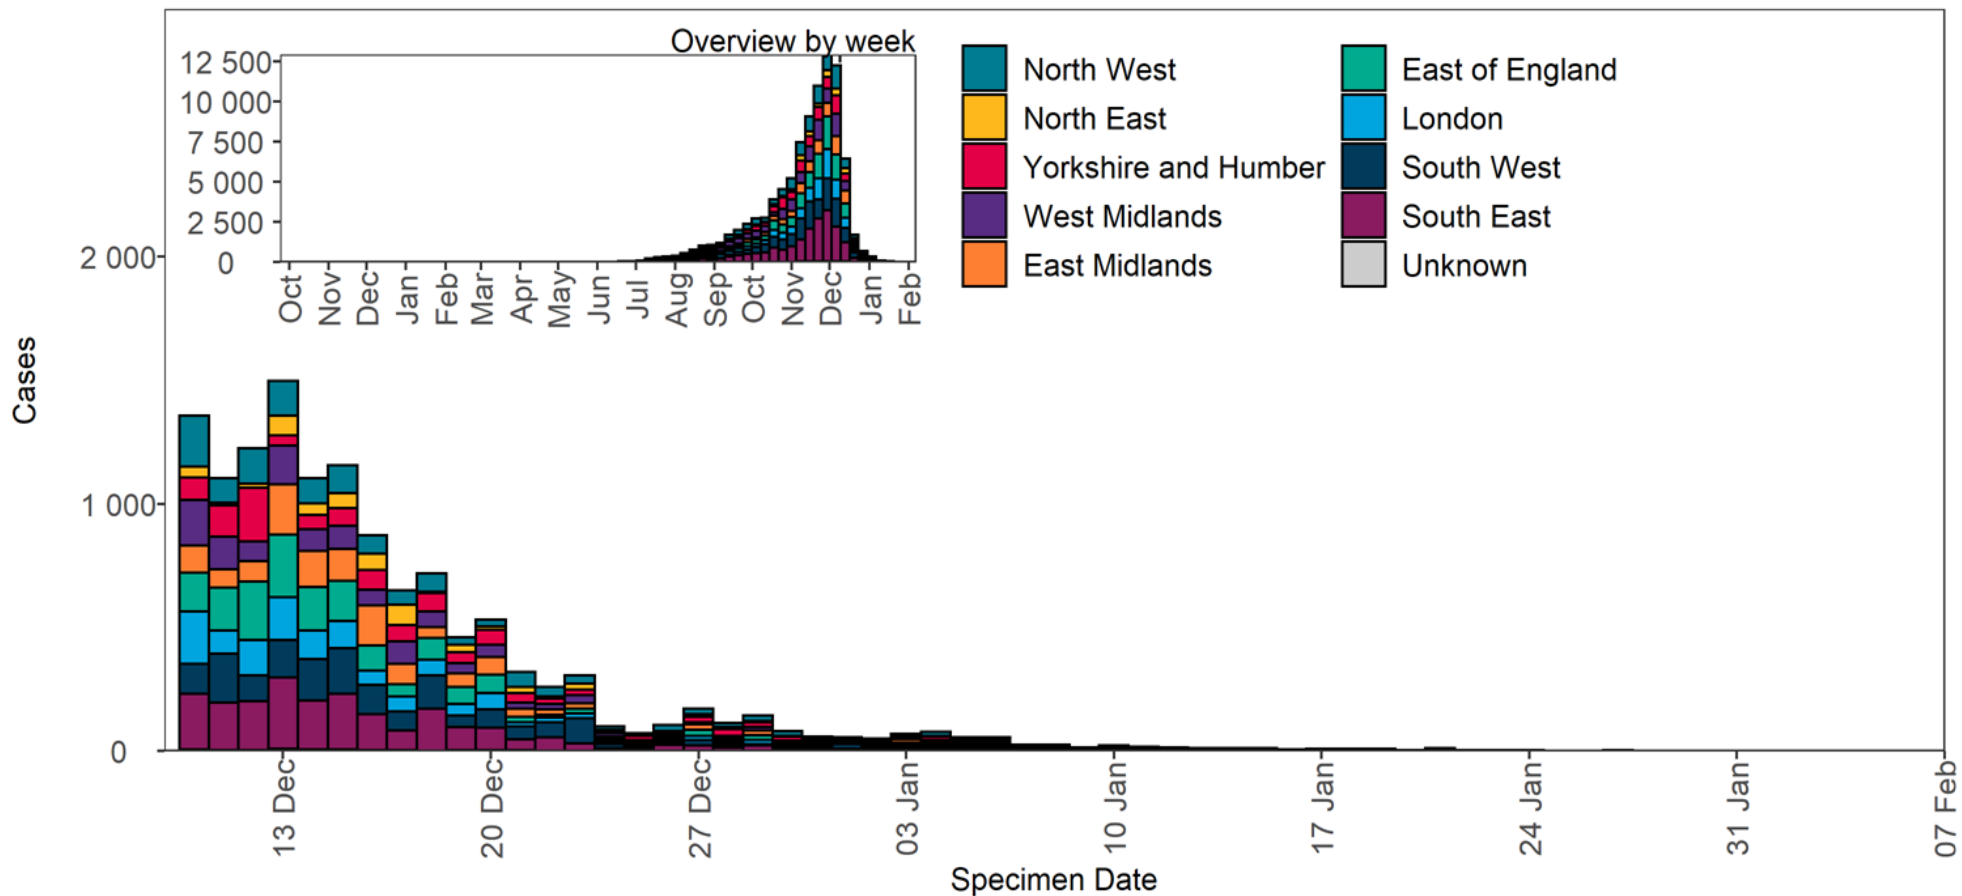 Overview by week
12 500
10 000
7 500
5 000
2 500
0
Oct Nov Dec Jan Feb Mar Apr May Jun Jul Aug Sep Oct Nov Dec Jan Feb
North West
North East
Yorkshire and Humber
West Midlands
East Midlands
East of England
London
South West
South East
Unknown
Cases
2 000
1 000
0
13 Dec 20 Dec 27 Dec 03 Jan 10 Jan 17 Jan 24 Jan 31 Jan 07 Feb
Specimen Date